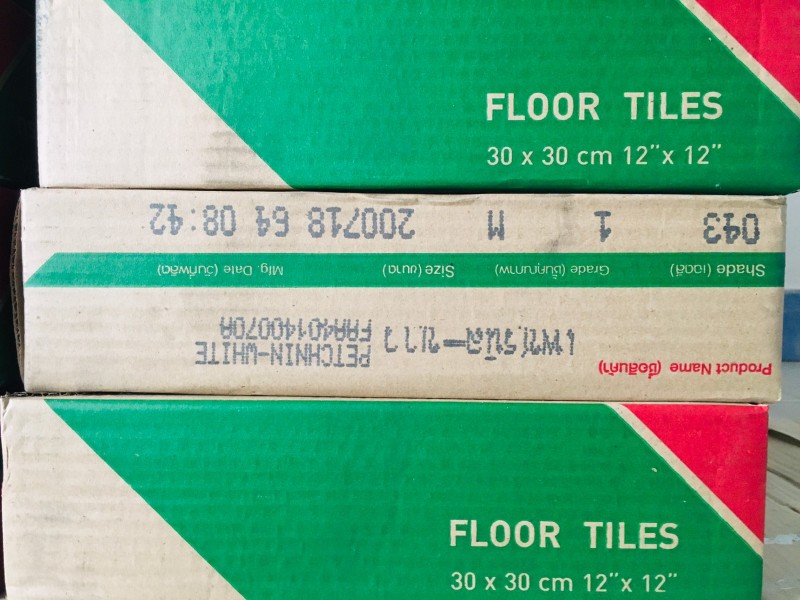 FLOOR TILES
30 x 30 cm 12"x 12"
Product Name (ชื่อสินค้า) เพชรนิล-ขาว PETCHNIN-WHITE
FAA40140070A
Shade (เฉดสี) Grade (ชั้นคุณภาพ) Size (ขนาด) Mfg. Date (วันที่ผลิต)
043 1 M 200718 64 08:42
FLOOR TILES
30 x 30 cm 12"x 12"